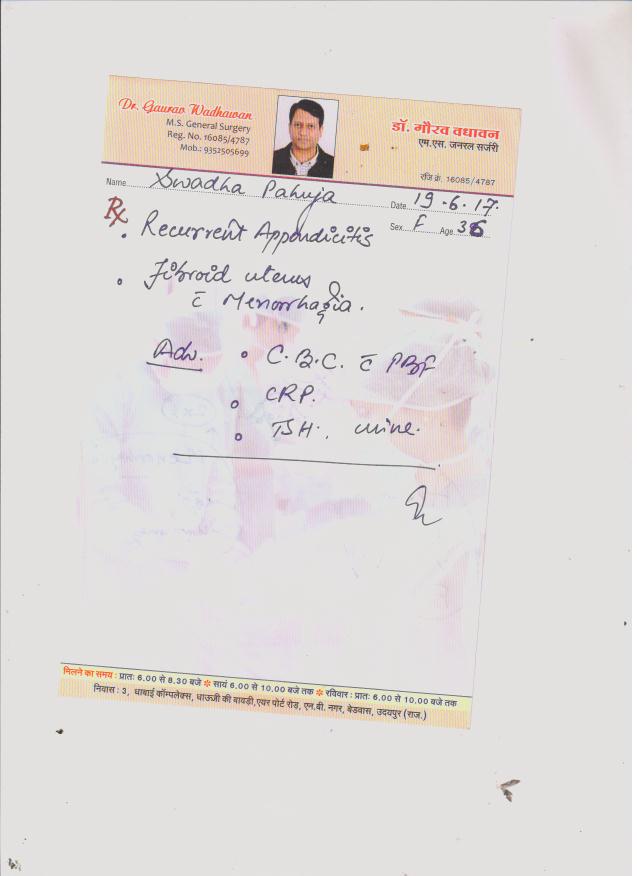 Dr. Gaurav Wadhawan
M.S. General Surgery
Reg. No. 16085/4787
Mob.: 9352505699
डॉ. गौरव वधावन
एम.एस. जनरल सर्जरी
रजि क्रं. 16085/4787
Name Swadha Pahuja Date 19.6.17.
Sex F Age 36
Rx
• Recurrent Appendicitis
• Fibroid uterus
c̄ Menorrhagia.
Adv. • C.B.C. c̄ PBF
• CRP.
• TSH. urine.
मिलने का समय : प्रातः 6.00 से 8.30 बजे ❇ सायं 6.00 से 10.00 बजे तक ❇ रविवार : प्रातः 6.00 से 10.00 बजे तक
निवास : 3, धाबाई कॉम्पलेक्स, धाऊजी की बावड़ी,एयर पोर्ट रोड, एन.बी. नगर, बेडवास, उदयपुर (राज.)